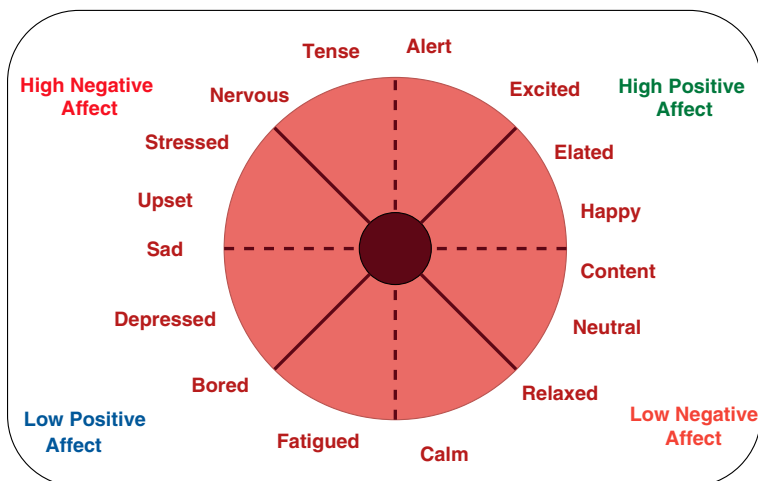 Tense
Alert
High Negative
Affect
Nervous
Excited
High Positive
Affect
Stressed
Elated
Upset
Happy
Sad
Content
Depressed
Neutral
Bored
Relaxed
Low Positive
Affect
Fatigued
Calm
Low Negative
Affect